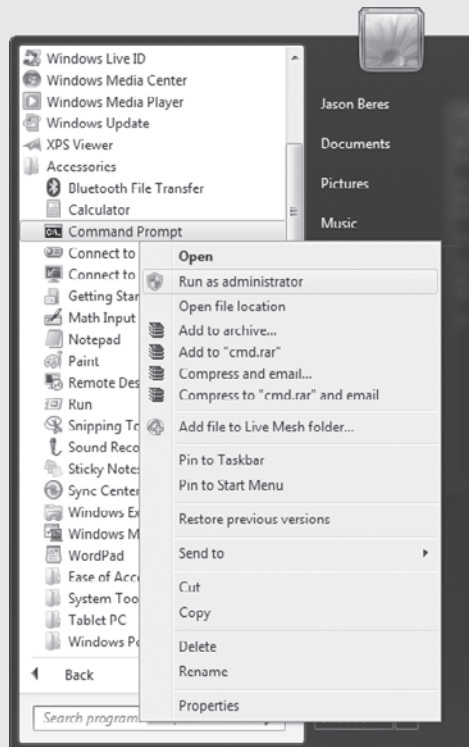 Windows Live ID
Windows Media Center
Windows Media Player
Windows Update
XPS Viewer
Accessories
Bluetooth File Transfer
Calculator
Command Prompt
Connect to
Connect to
Getting Star
Math Input
Notepad
Paint
Remote Des
Run
Snipping To
Sound Reco
Sticky Note
Sync Center
Windows Ex
Windows M
WordPad
Ease of Acce
System Too
Tablet PC
Windows Po
Back
Search program
Jason Beres
Documents
Pictures
Music
Open
Run as administrator
Open file location
Add to archive...
Add to "cmd.rar"
Compress and email...
Compress to "cmd.rar" and email
Add file to Live Mesh folder...
Pin to Taskbar
Pin to Start Menu
Restore previous versions
Send to
Cut
Copy
Delete
Rename
Properties